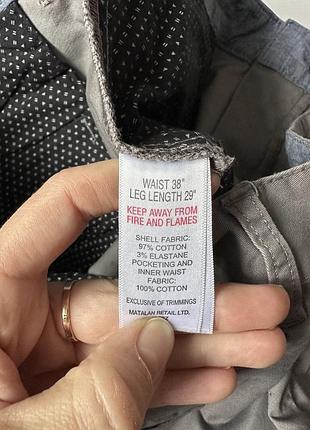 WAIST 38"
LEG LENGTH 29"
KEEP AWAY FROM
FIRE AND FLAMES
SHELL FABRIC:
97% COTTON
3% ELASTANE
POCKETING AND
INNER WAIST
FABRIC:
100% COTTON
EXCLUSIVE OF TRIMMINGS
MATALAN RETAIL LTD.